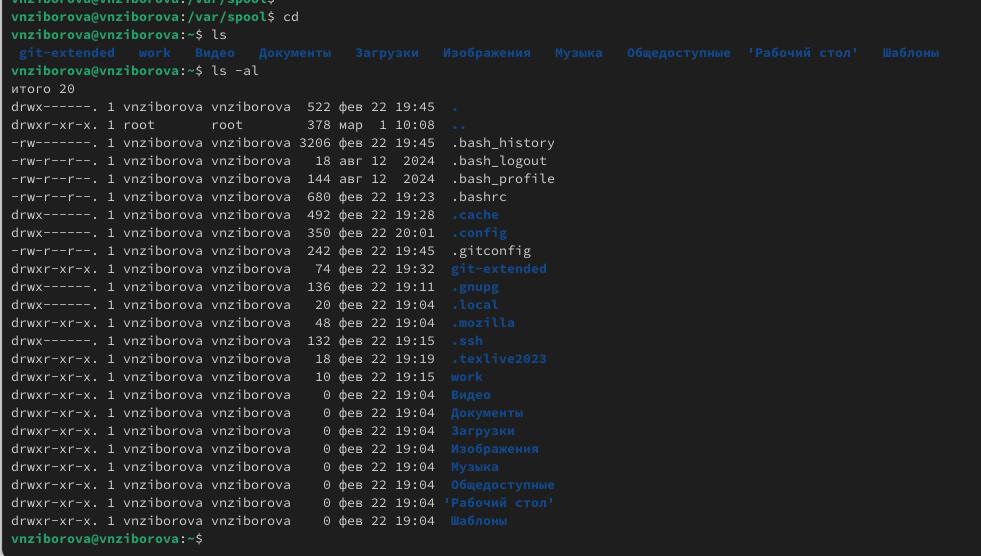 vnziborova@vnziborova:/var/spool$
vnziborova@vnziborova:/var/spool$ cd
vnziborova@vnziborova:~$ ls
git-extended work Видео Документы Загрузки Изображения Музыка Общедоступные 'Рабочий стол' Шаблоны
vnziborova@vnziborova:~$ ls -al
итого 20
drwx------. 1 vnziborova vnziborova 522 фев 22 19:45 .
drwxr-xr-x. 1 root root 378 мар 1 10:08 ..
-rw-------. 1 vnziborova vnziborova 3206 фев 22 19:45 .bash_history
-rw-r--r--. 1 vnziborova vnziborova 18 авг 12 2024 .bash_logout
-rw-r--r--. 1 vnziborova vnziborova 144 авг 12 2024 .bash_profile
-rw-r--r--. 1 vnziborova vnziborova 680 фев 22 19:23 .bashrc
drwx------. 1 vnziborova vnziborova 492 фев 22 19:28 .cache
drwx------. 1 vnziborova vnziborova 350 фев 22 20:01 .config
-rw-r--r--. 1 vnziborova vnziborova 242 фев 22 19:45 .gitconfig
drwxr-xr-x. 1 vnziborova vnziborova 74 фев 22 19:32 git-extended
drwx------. 1 vnziborova vnziborova 136 фев 22 19:11 .gnupg
drwx------. 1 vnziborova vnziborova 20 фев 22 19:04 .local
drwxr-xr-x. 1 vnziborova vnziborova 48 фев 22 19:04 .mozilla
drwx------. 1 vnziborova vnziborova 132 фев 22 19:15 .ssh
drwxr-xr-x. 1 vnziborova vnziborova 18 фев 22 19:19 .texlive2023
drwxr-xr-x. 1 vnziborova vnziborova 10 фев 22 19:15 work
drwxr-xr-x. 1 vnziborova vnziborova 0 фев 22 19:04 Видео
drwxr-xr-x. 1 vnziborova vnziborova 0 фев 22 19:04 Документы
drwxr-xr-x. 1 vnziborova vnziborova 0 фев 22 19:04 Загрузки
drwxr-xr-x. 1 vnziborova vnziborova 0 фев 22 19:04 Изображения
drwxr-xr-x. 1 vnziborova vnziborova 0 фев 22 19:04 Музыка
drwxr-xr-x. 1 vnziborova vnziborova 0 фев 22 19:04 Общедоступные
drwxr-xr-x. 1 vnziborova vnziborova 0 фев 22 19:04 'Рабочий стол'
drwxr-xr-x. 1 vnziborova vnziborova 0 фев 22 19:04 Шаблоны
vnziborova@vnziborova:~$